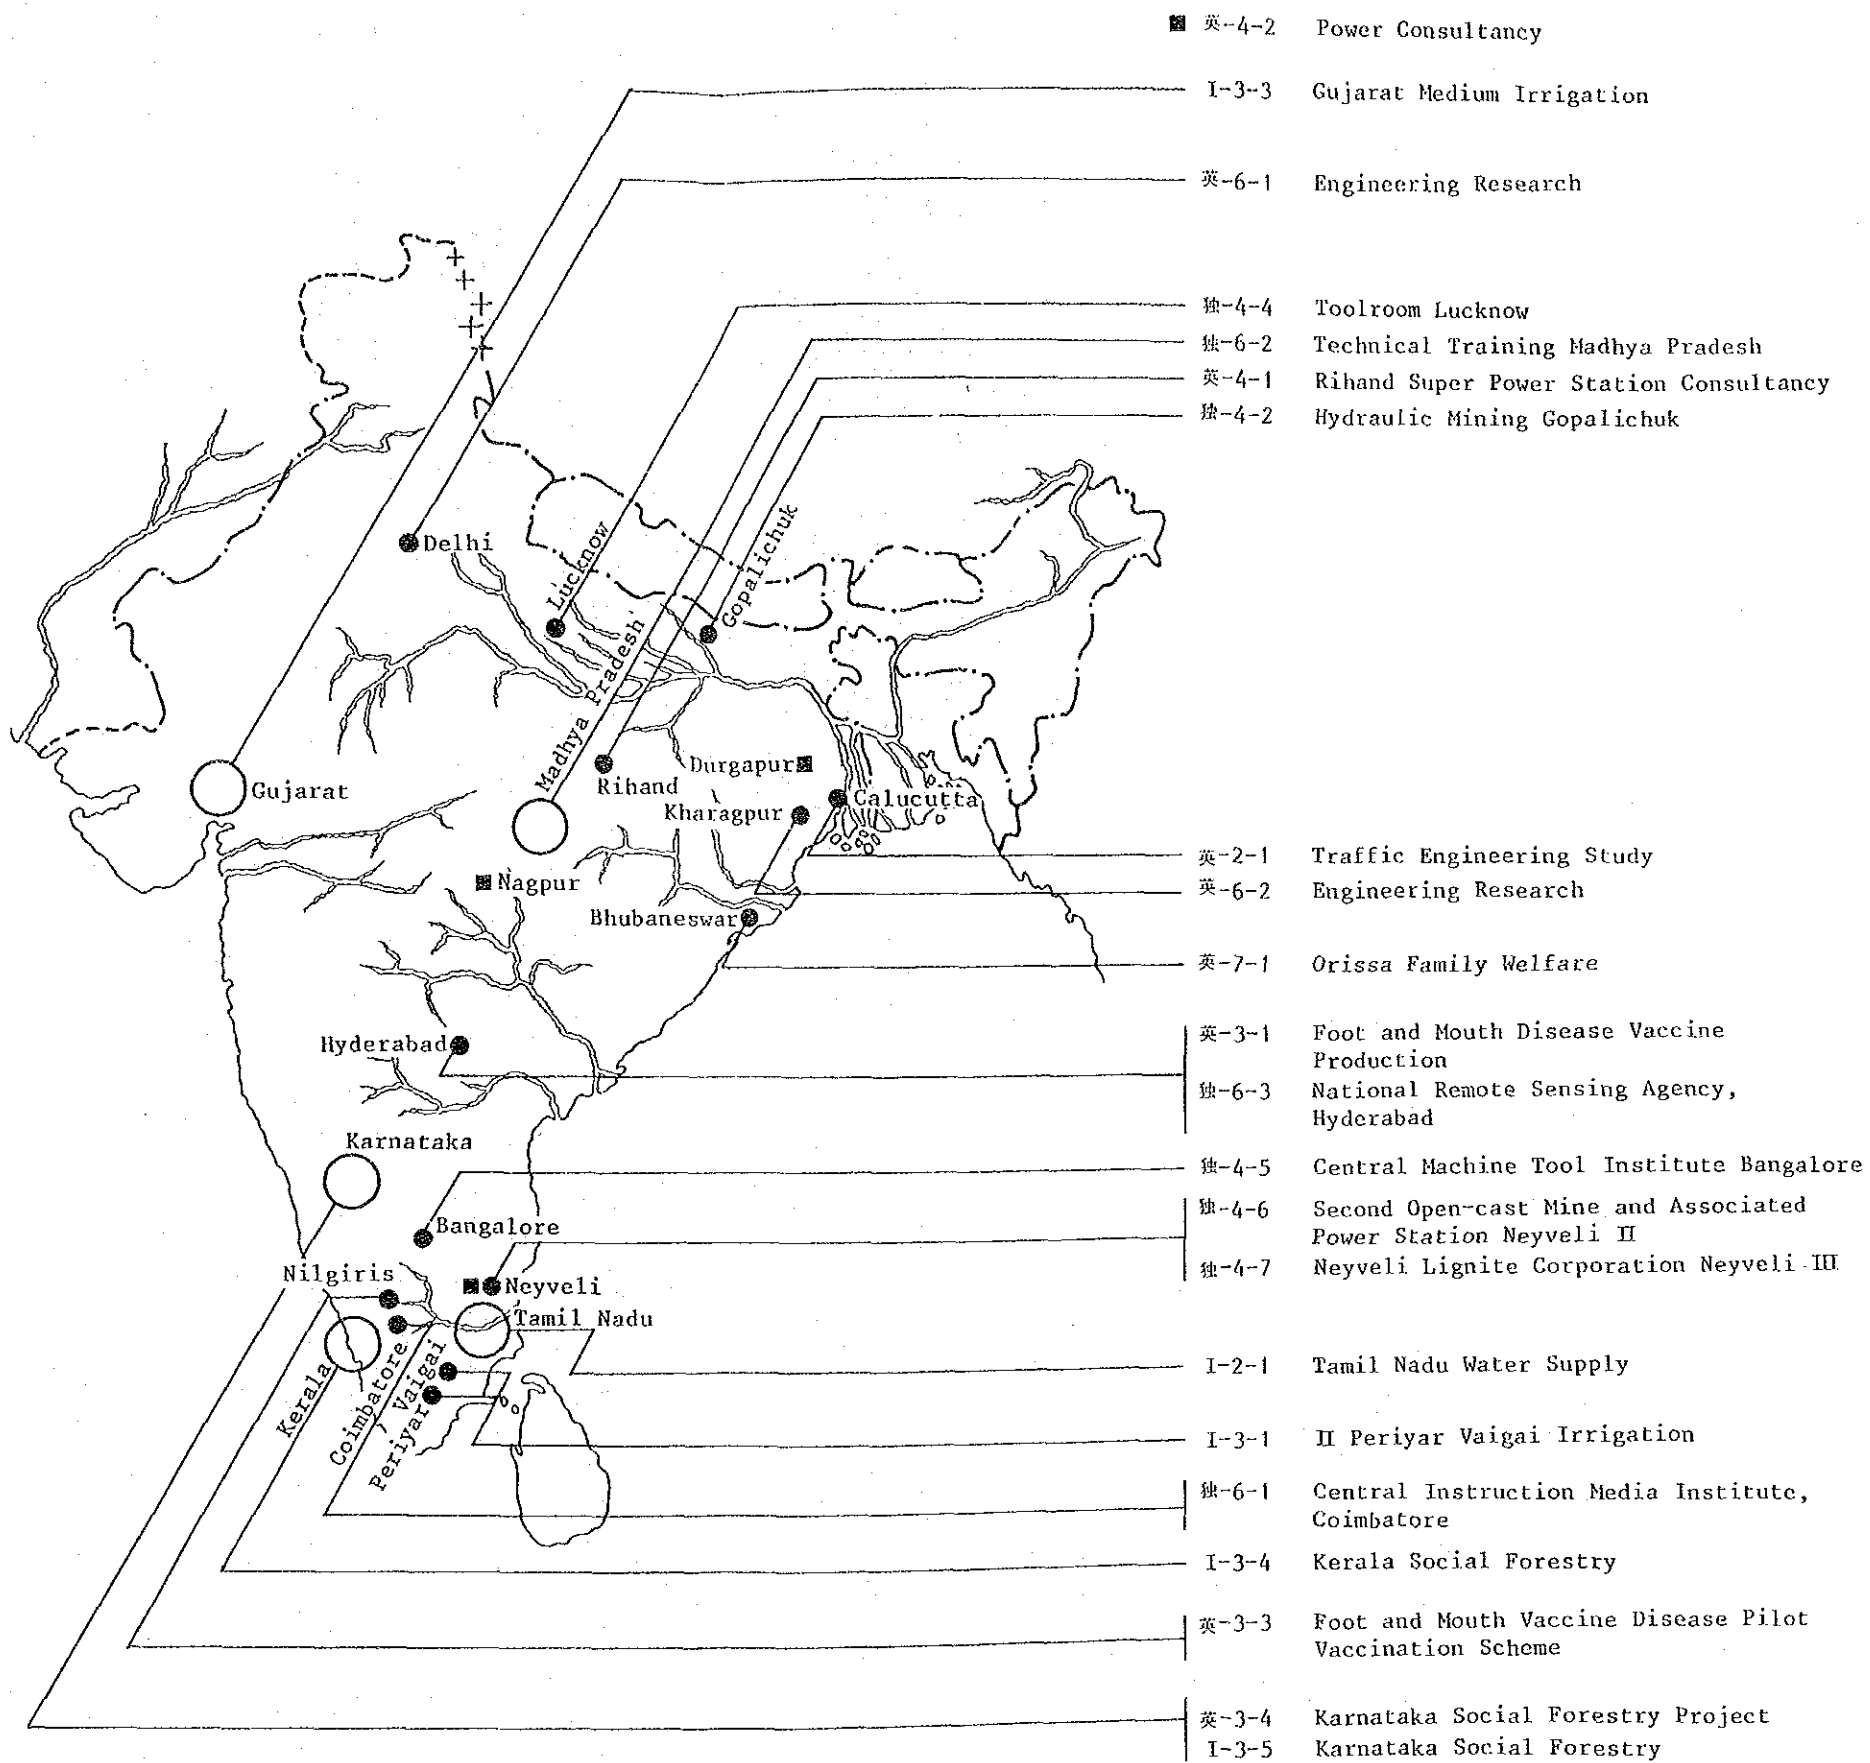 英-4-2 Power Consultancy
I-3-3 Gujarat Medium Irrigation
英-6-1 Engineering Research
独-4-4 Toolroom Lucknow
独-6-2 Technical Training Madhya Pradesh
英-4-1 Rihand Super Power Station Consultancy
独-4-2 Hydraulic Mining Gopalichuk
Delhi
Lucknow
Gopalichuk
Madhya Pradesh
Gujarat
Rihand
Durgapur
Kharagpur
Calucutta
Nagpur
Bhubaneswar
英-2-1 Traffic Engineering Study
英-6-2 Engineering Research
英-7-1 Orissa Family Welfare
Hyderabad
英-3-1 Foot and Mouth Disease Vaccine
Production
独-6-3 National Remote Sensing Agency,
Hyderabad
Karnataka
独-4-5 Central Machine Tool Institute Bangalore
Bangalore
独-4-6 Second Open-cast Mine and Associated
Power Station Neyveli II
独-4-7 Neyveli Lignite Corporation Neyveli III
Nilgiris
Neyveli
Tamil Nadu
Kerala
Coimbatore
Periyar, Vaigai
I-2-1 Tamil Nadu Water Supply
I-3-1 II Periyar Vaigai Irrigation
独-6-1 Central Instruction Media Institute,
Coimbatore
I-3-4 Kerala Social Forestry
英-3-3 Foot and Mouth Vaccine Disease Pilot
Vaccination Scheme
英-3-4 Karnataka Social Forestry Project
I-3-5 Karnataka Social Forestry